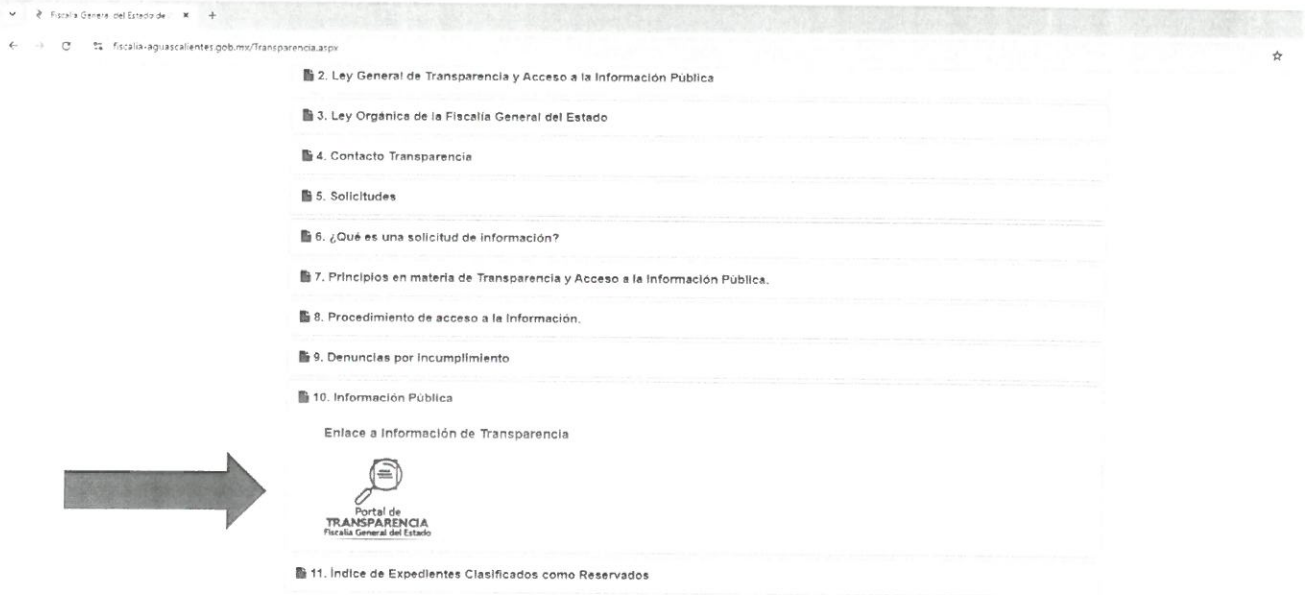 Fiscalía General del Estado de
fiscalia-aguascalientes.gob.mx/Transparencia.aspx
2. Ley General de Transparencia y Acceso a la Información Pública
3. Ley Orgánica de la Fiscalía General del Estado
4. Contacto Transparencia
5. Solicitudes
6. ¿Qué es una solicitud de información?
7. Principios en materia de Transparencia y Acceso a la Información Pública.
8. Procedimiento de acceso a la Información.
9. Denuncias por incumplimiento
10. Información Pública
Enlace a Información de Transparencia
Portal de
TRANSPARENCIA
Fiscalía General del Estado
11. Índice de Expedientes Clasificados como Reservados